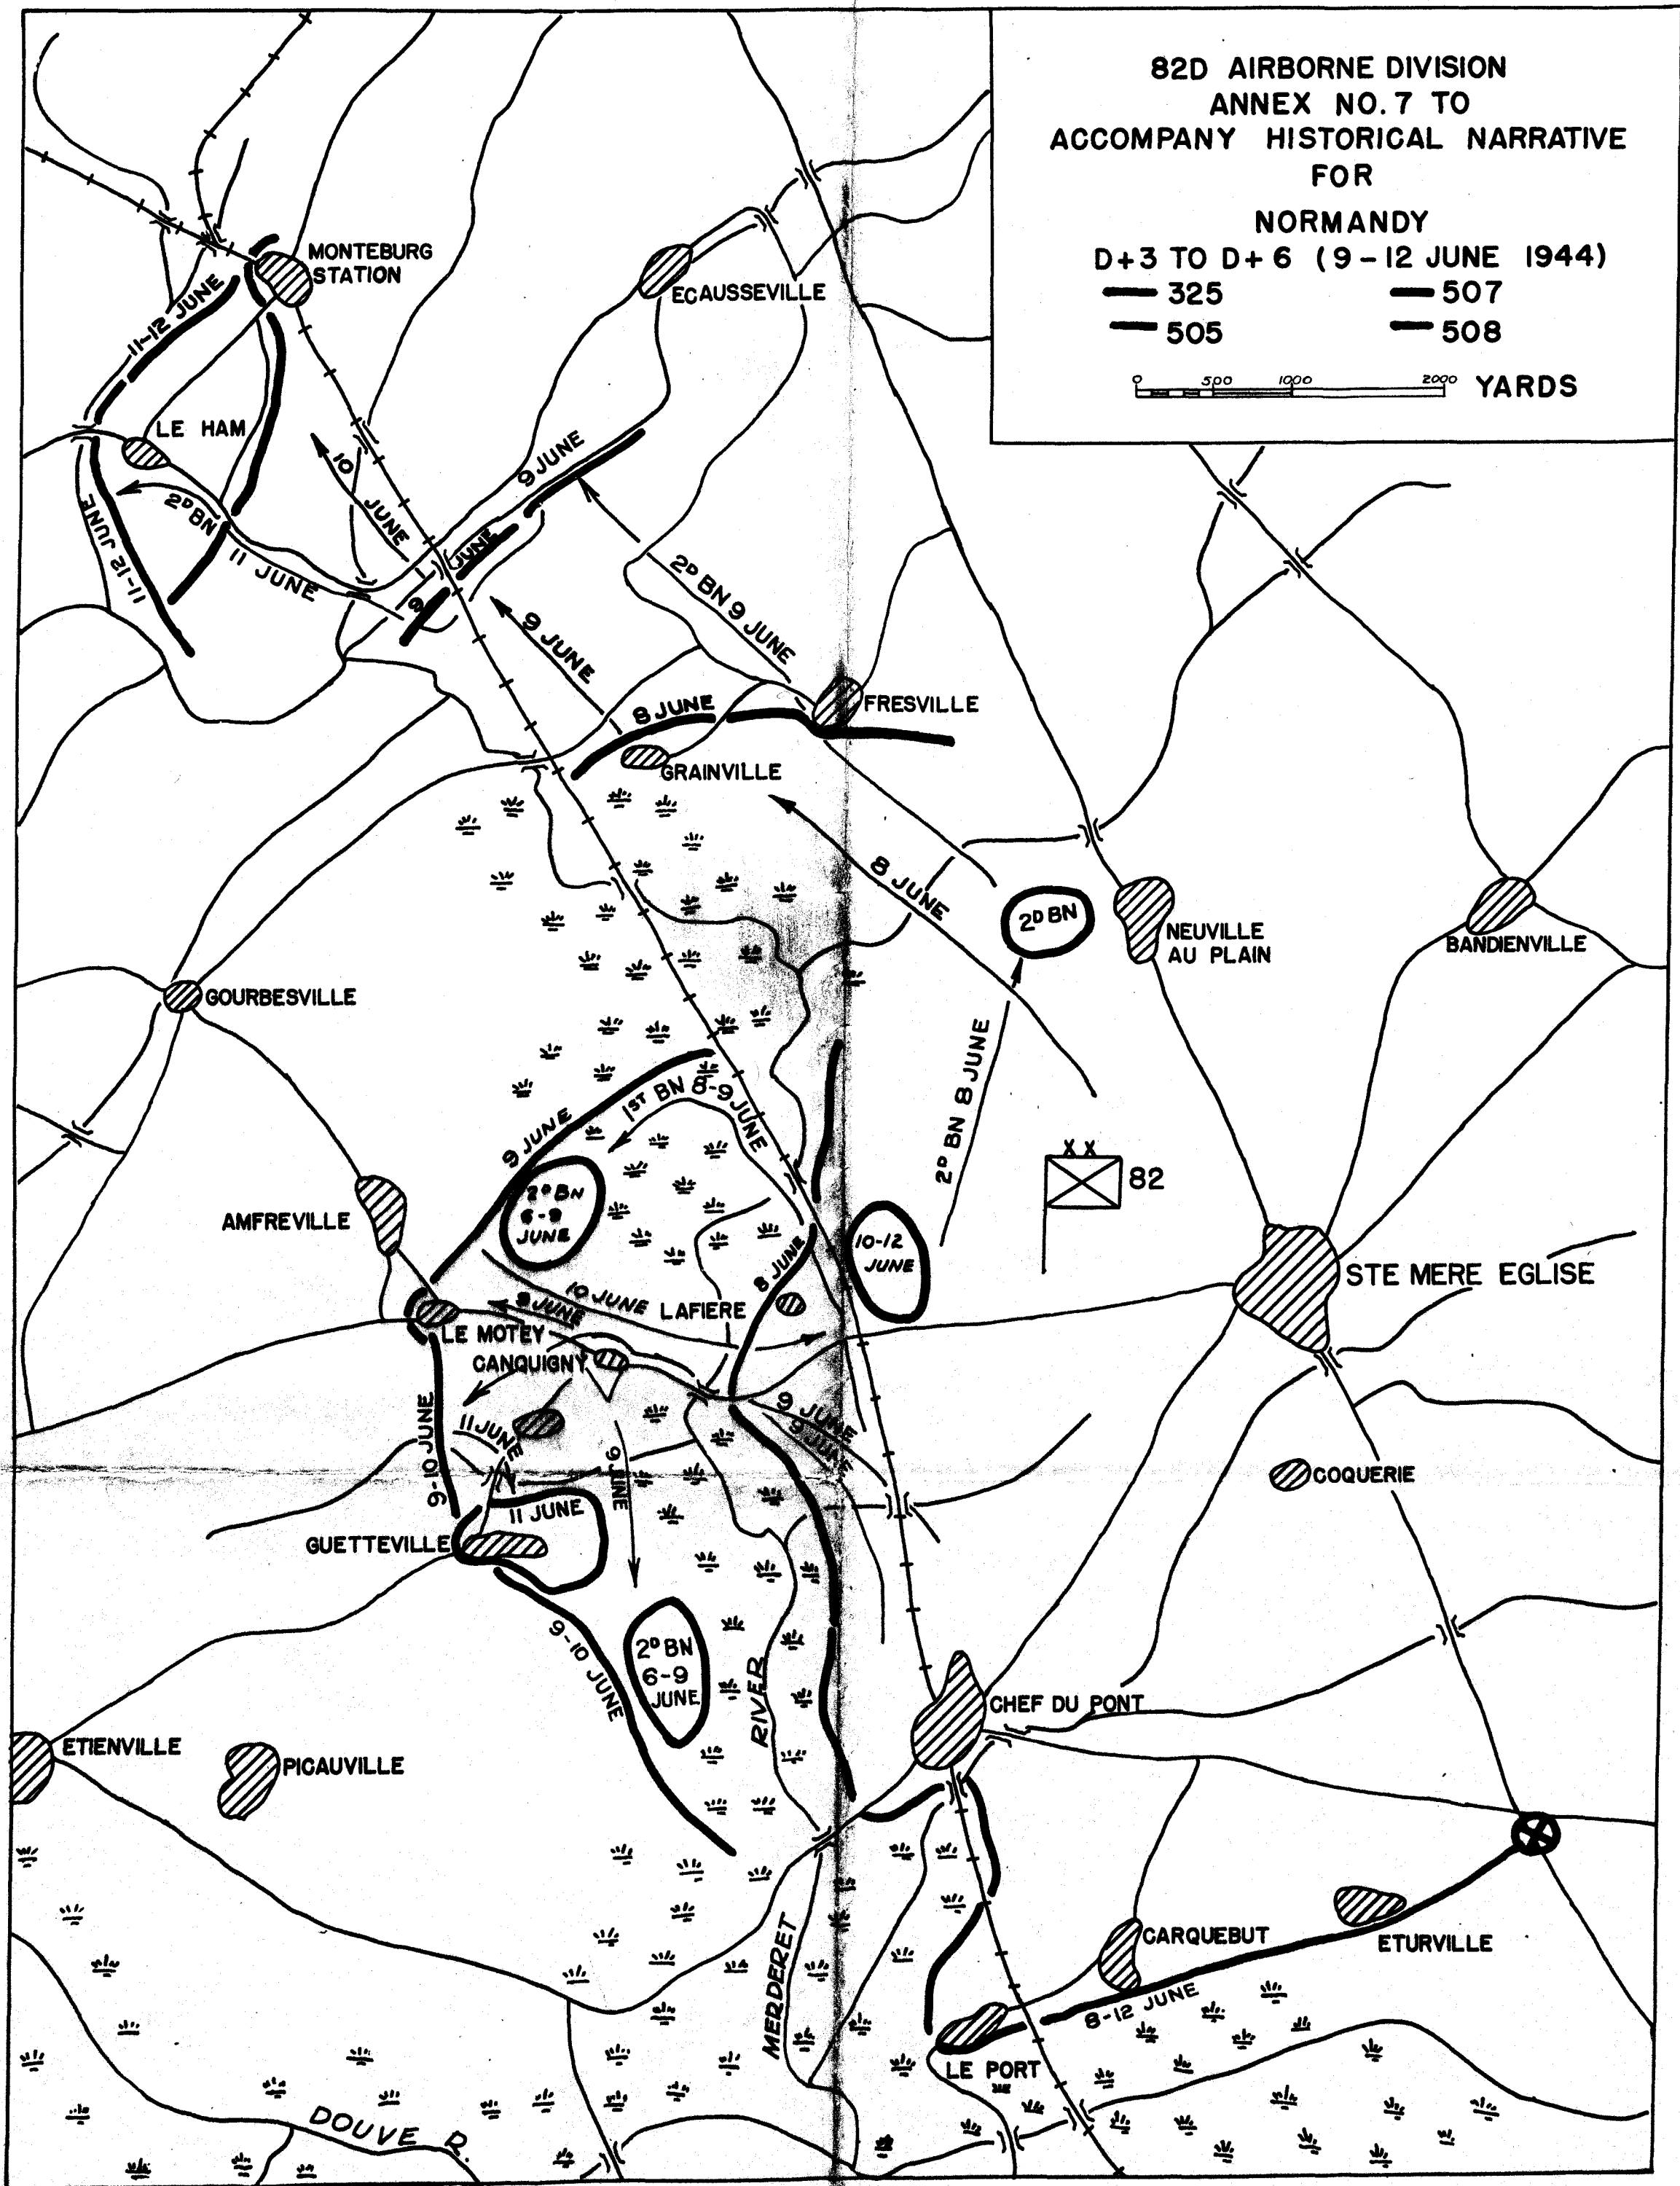 82D AIRBORNE DIVISION
ANNEX NO. 7 TO
ACCOMPANY HISTORICAL NARRATIVE
FOR
NORMANDY
D+3 TO D+6 (9-12 JUNE 1944)
325
507
505
508
0 500 1000 2000 YARDS
MONTEBURG
STATION
ECAUSSEVILLE
11-12 JUNE
LE HAM
10 JUNE
9 JUNE
2D BN
11 JUNE
11-12 JUNE
JUNE
2D BN 9 JUNE
9 JUNE
8 JUNE
FRESVILLE
GRAINVILLE
8 JUNE
2D BN
NEUVILLE
AU PLAIN
BANDIENVILLE
GOURBESVILLE
2D BN 8 JUNE
1ST BN 8-9 JUNE
9 JUNE
XX
82
2D BN
6-9
JUNE
AMFREVILLE
10-12
JUNE
8 JUNE
STE MERE EGLISE
10 JUNE
9 JUNE
LAFIERE
LE MOTEY
CANQUIGNY
9-10 JUNE
11 JUNE
9 JUNE
9 JUNE
9 JUNE
COQUERIE
11 JUNE
GUETTEVILLE
9-10 JUNE
2D BN
6-9
JUNE
RIVER
CHEF DU PONT
ETIENVILLE
PICAUVILLE
MERDERET
CARQUEBUT
ETURVILLE
8-12 JUNE
LE PORT
DOUVE R.